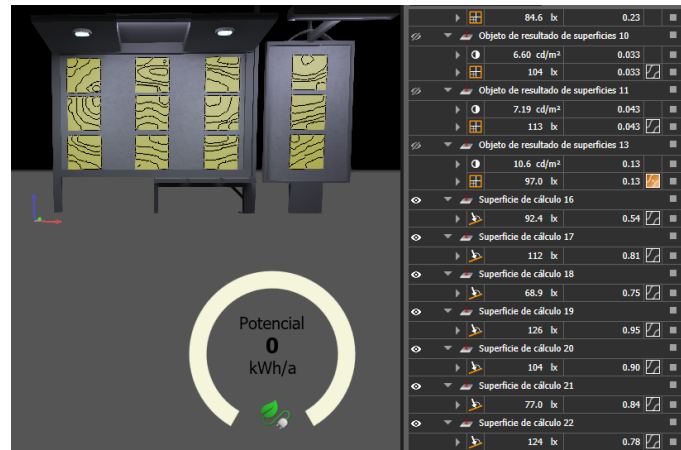 84.6 lx 0.23
Objeto de resultado de superficies 10
6.60 cd/m² 0.033
104 lx 0.033
Objeto de resultado de superficies 11
7.19 cd/m² 0.043
113 lx 0.043
Objeto de resultado de superficies 13
10.6 cd/m² 0.13
97.0 lx 0.13
Superficie de cálculo 16
92.4 lx 0.54
Superficie de cálculo 17
112 lx 0.81
Superficie de cálculo 18
68.9 lx 0.75
Superficie de cálculo 19
126 lx 0.95
Superficie de cálculo 20
104 lx 0.90
Superficie de cálculo 21
77.0 lx 0.84
Superficie de cálculo 22
124 lx 0.78
Potencial
0
kWh/a